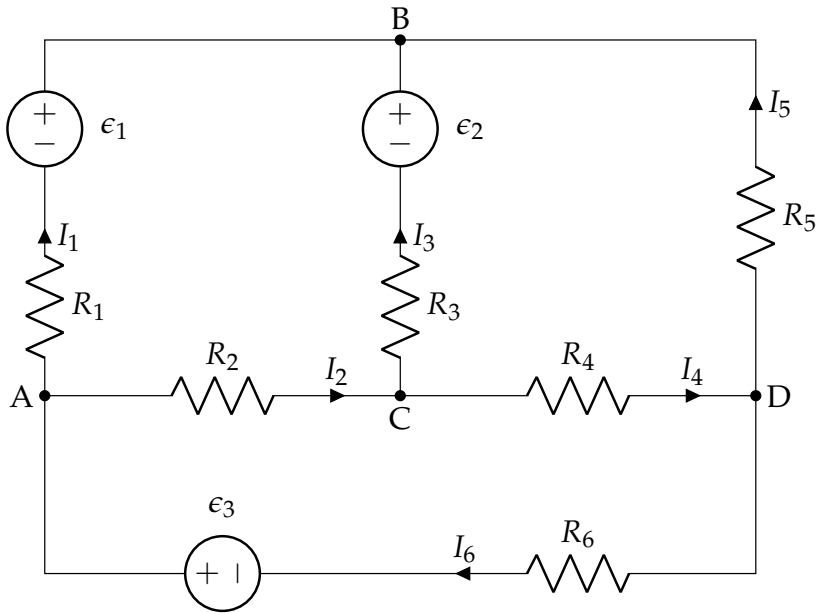 B
+ +
ϵ₁ ϵ₂
− −
I₅
R₅
I₁ I₃
R₁ R₃
R₂ R₄
I₂ I₄
A C D
ϵ₃
I₆ R₆
+ −